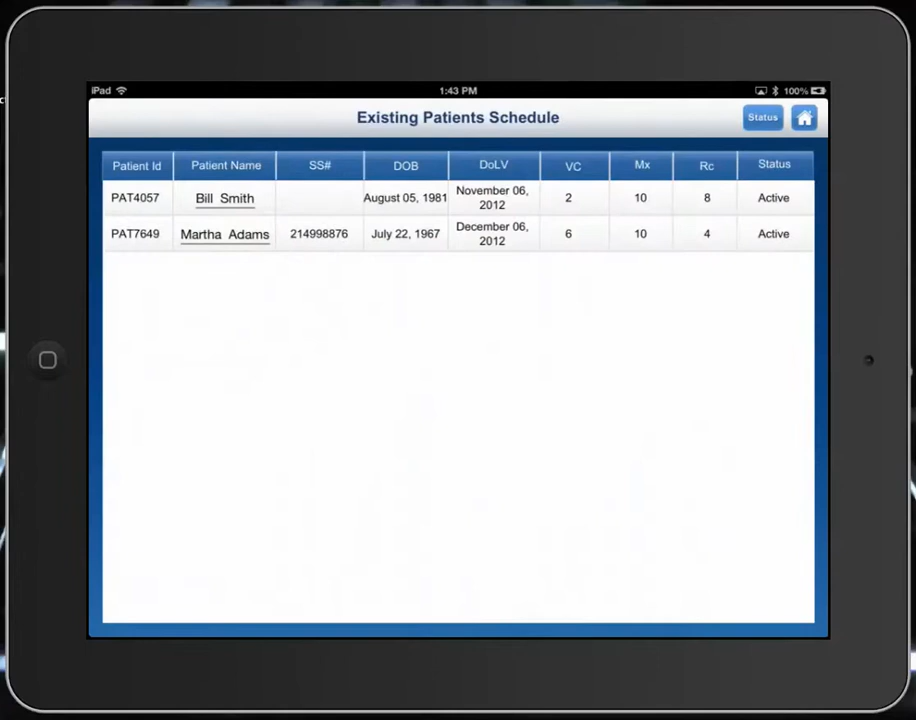 iPad 1:43 PM 100%
Existing Patients Schedule Status
Patient Id Patient Name SS# DOB DoLV VC Mx Rc Status
PAT4057 Bill Smith August 05, 1981 November 06, 2012 2 10 8 Active
PAT7649 Martha Adams 214998876 July 22, 1967 December 06, 2012 6 10 4 Active